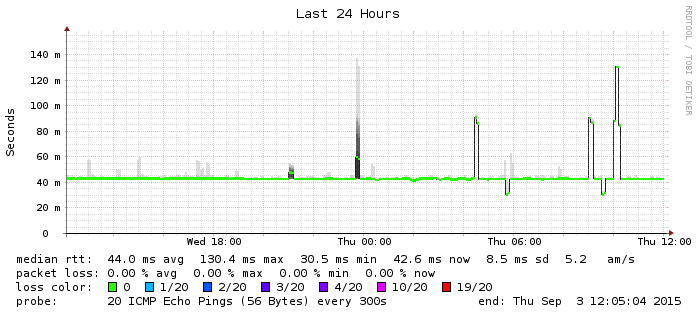 Last 24 Hours
RRDTOOL / TOBI OETIKER
Seconds
140 m
120 m
100 m
80 m
60 m
40 m
20 m
0
Wed 18:00 Thu 00:00 Thu 06:00 Thu 12:00
median rtt: 44.0 ms avg 130.4 ms max 30.5 ms min 42.6 ms now 8.5 ms sd 5.2 am/s
packet loss: 0.00 % avg 0.00 % max 0.00 % min 0.00 % now
loss color: 0 1/20 2/20 3/20 4/20 10/20 19/20
probe: 20 ICMP Echo Pings (56 Bytes) every 300s end: Thu Sep 3 12:05:04 2015